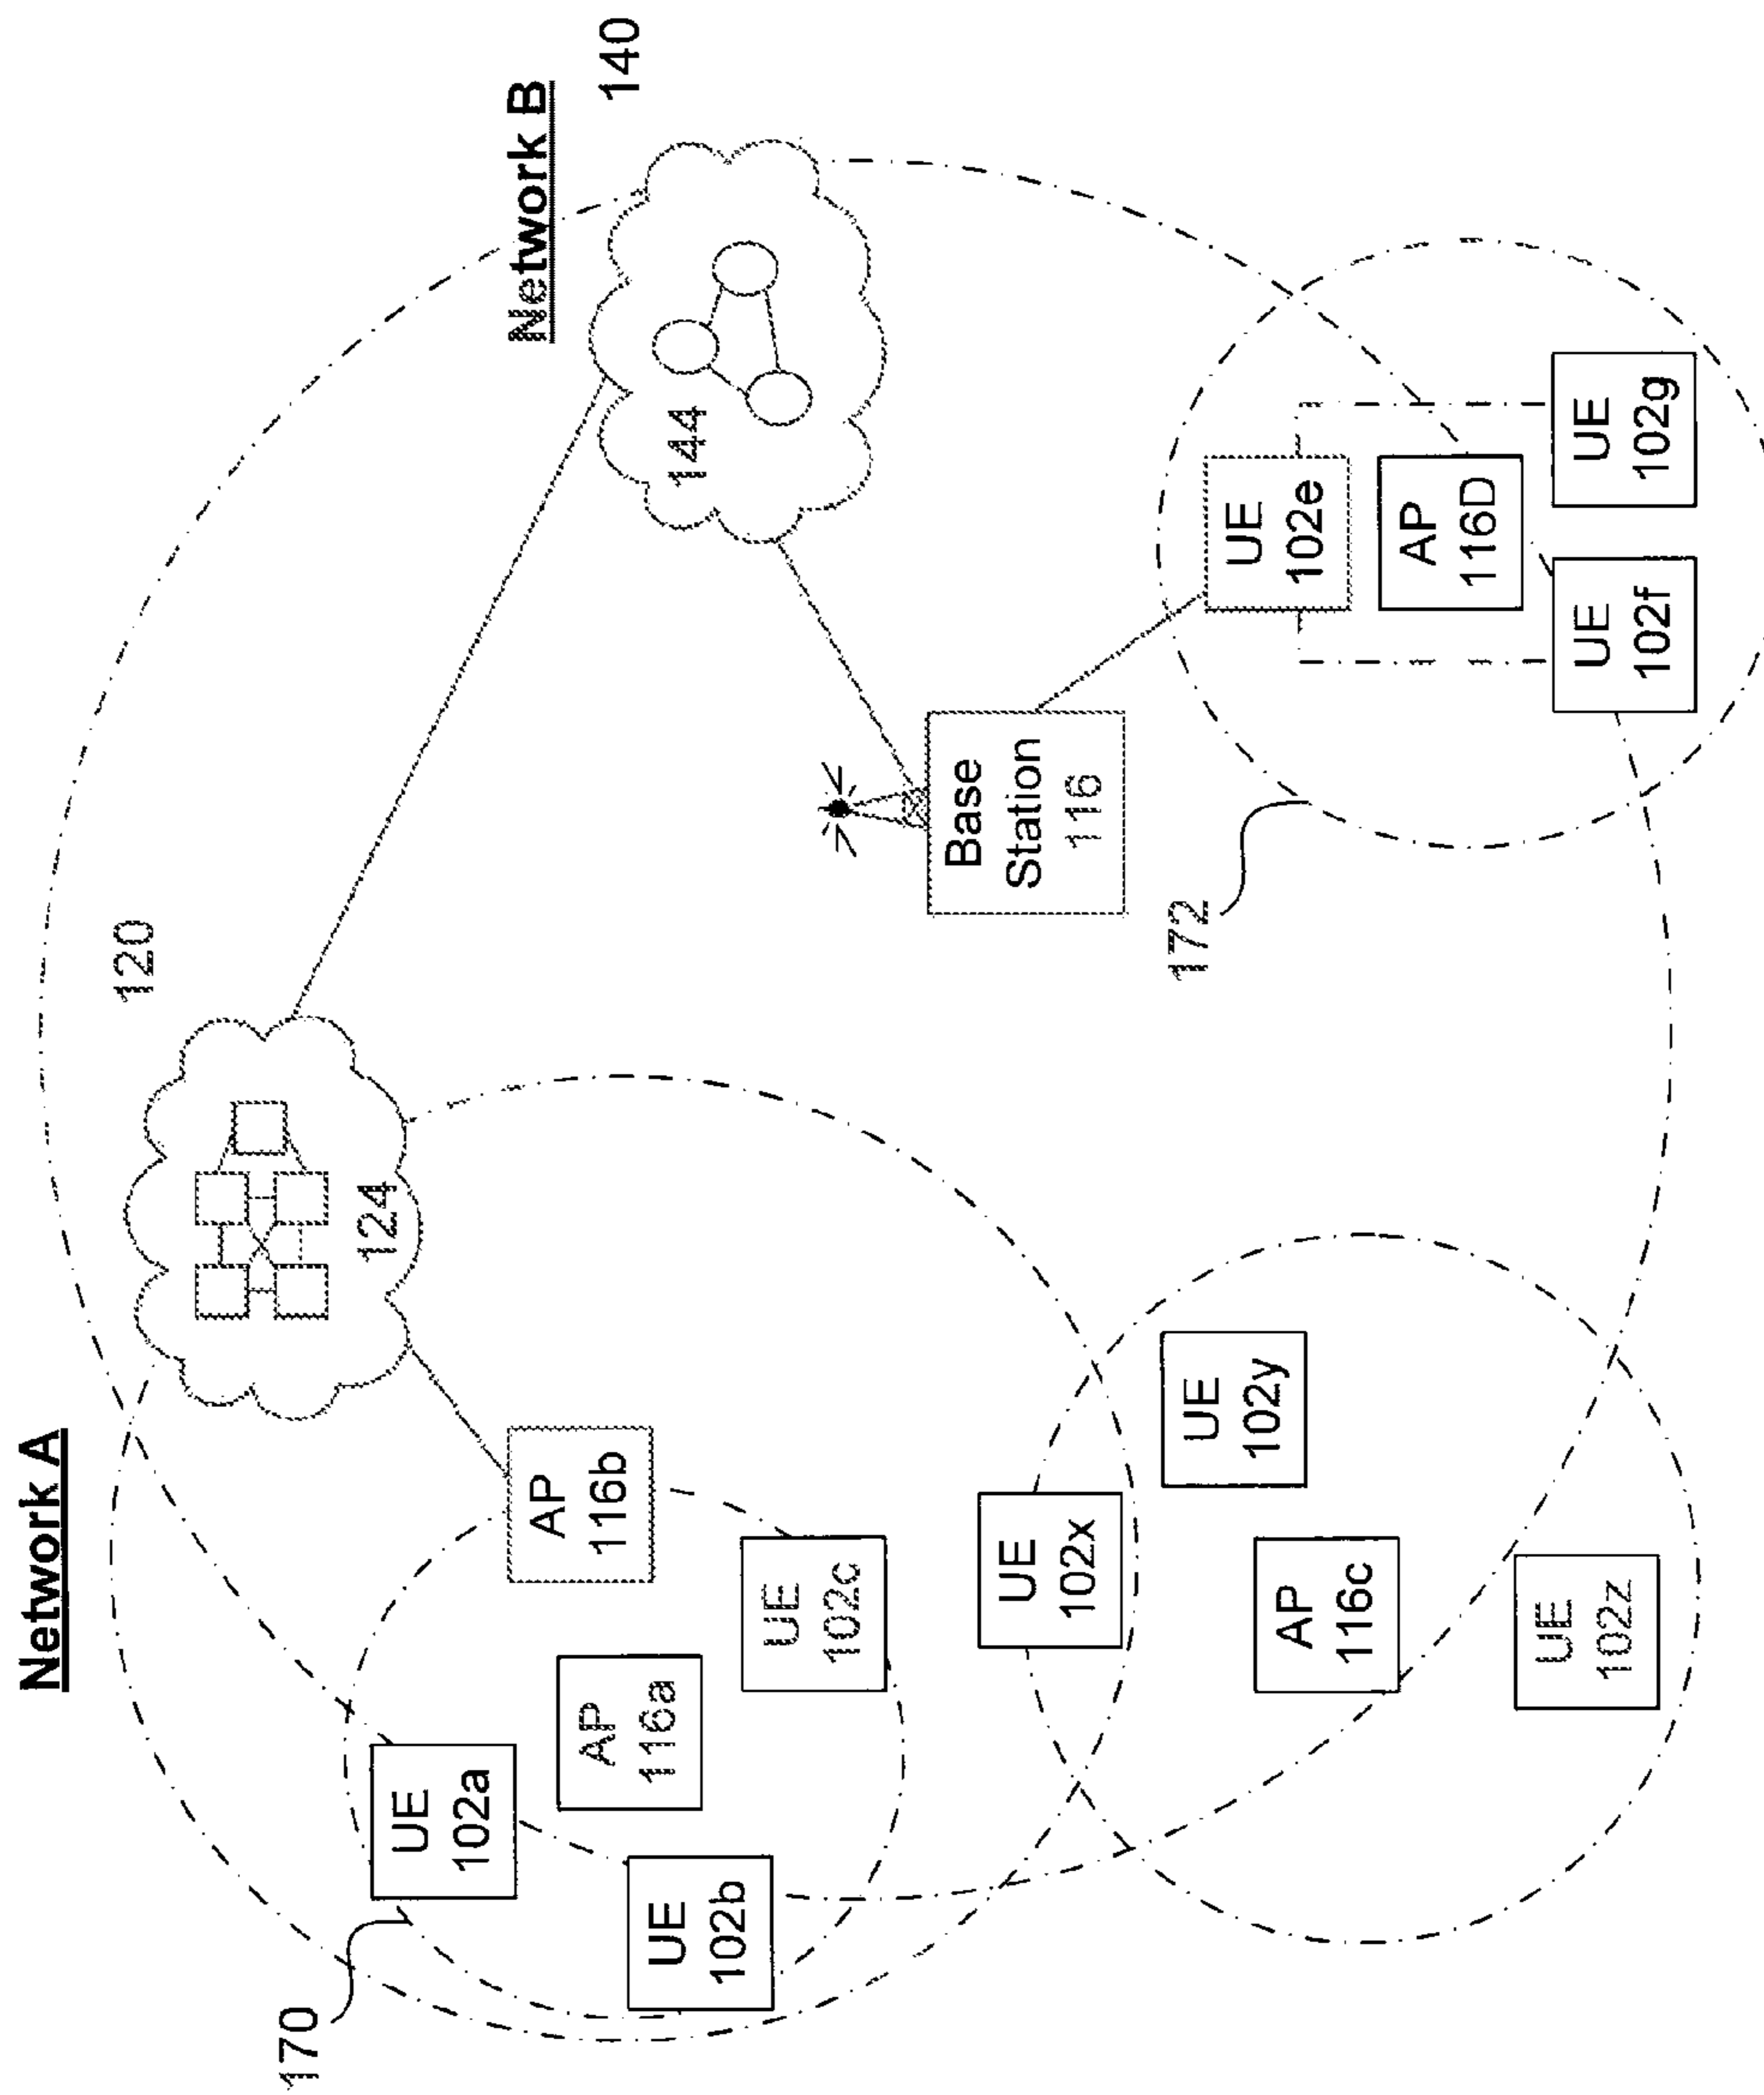 Network A
120
Network B
140
124
144
170
UE
102a
AP
116b
AP
116a
UE
102b
UE
102c
Base
Station
116
172
UE
102x
UE
102y
AP
116c
UE
102z
UE
102e
AP
116D
UE
102f
UE
102g